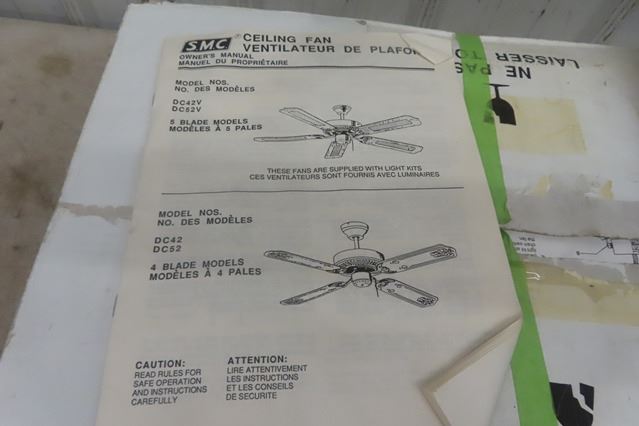 SMC ® CEILING FAN
VENTILATEUR DE PLAFO
OWNER'S MANUAL
MANUEL DU PROPRIÉTAIRE
MODEL NOS.
NO. DES MODÈLES
DC42V
DC52V
5 BLADE MODELS
MODÈLES À 5 PALES
THESE FANS ARE SUPPLIED WITH LIGHT KITS
CES VENTILATEURS SONT FOURNIS AVEC LUMINAIRES
MODEL NOS.
NO. DES MODÈLES
DC42
DC52
4 BLADE MODELS
MODÈLES À 4 PALES
CAUTION:
READ RULES FOR
SAFE OPERATION
AND INSTRUCTIONS
CAREFULLY
ATTENTION:
LIRE ATTENTIVEMENT
LES INSTRUCTIONS
ET LES CONSEILS
DE SECURITE
NE PAS
LAISSER TO